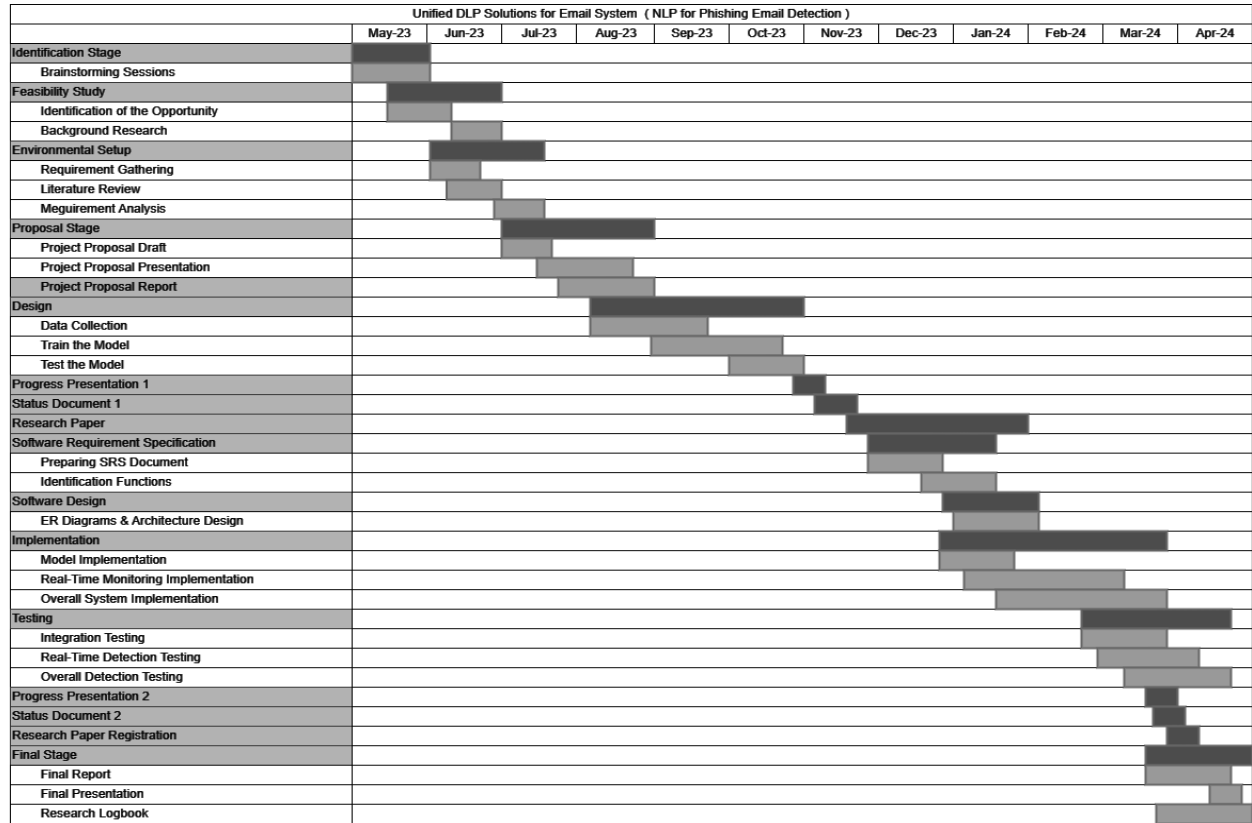 Unified DLP Solutions for Email System ( NLP for Phishing Email Detection )
May-23 Jun-23 Jul-23 Aug-23 Sep-23 Oct-23 Nov-23 Dec-23 Jan-24 Feb-24 Mar-24 Apr-24
Identification Stage
Brainstorming Sessions
Feasibility Study
Identification of the Opportunity
Background Research
Environmental Setup
Requirement Gathering
Literature Review
Meguirement Analysis
Proposal Stage
Project Proposal Draft
Project Proposal Presentation
Project Proposal Report
Design
Data Collection
Train the Model
Test the Model
Progress Presentation 1
Status Document 1
Research Paper
Software Requirement Specification
Preparing SRS Document
Identification Functions
Software Design
ER Diagrams & Architecture Design
Implementation
Model Implementation
Real-Time Monitoring Implementation
Overall System Implementation
Testing
Integration Testing
Real-Time Detection Testing
Overall Detection Testing
Progress Presentation 2
Status Document 2
Research Paper Registration
Final Stage
Final Report
Final Presentation
Research Logbook